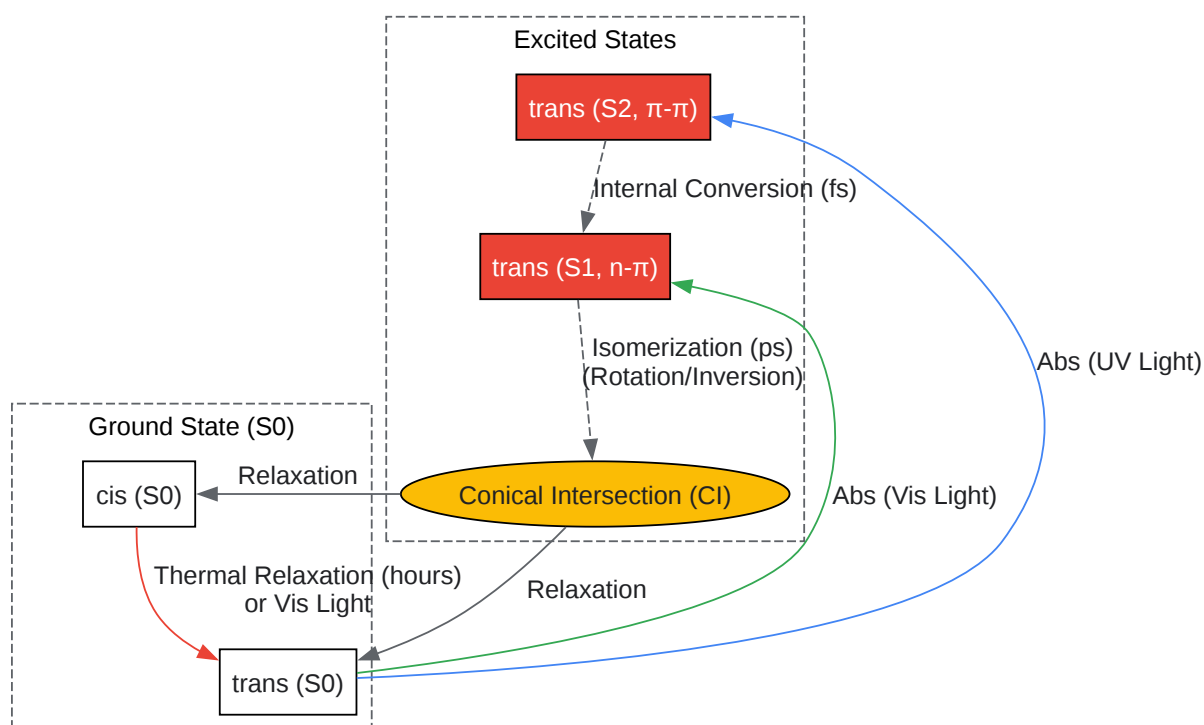 Excited States
trans (S2, π-π)
Internal Conversion (fs)
trans (S1, n-π)
Isomerization (ps)
(Rotation/Inversion)
Abs (UV Light)
Ground State (S0)
cis (S0)
Relaxation
Conical Intersection (CI)
Abs (Vis Light)
Thermal Relaxation (hours)
or Vis Light
Relaxation
trans (S0)